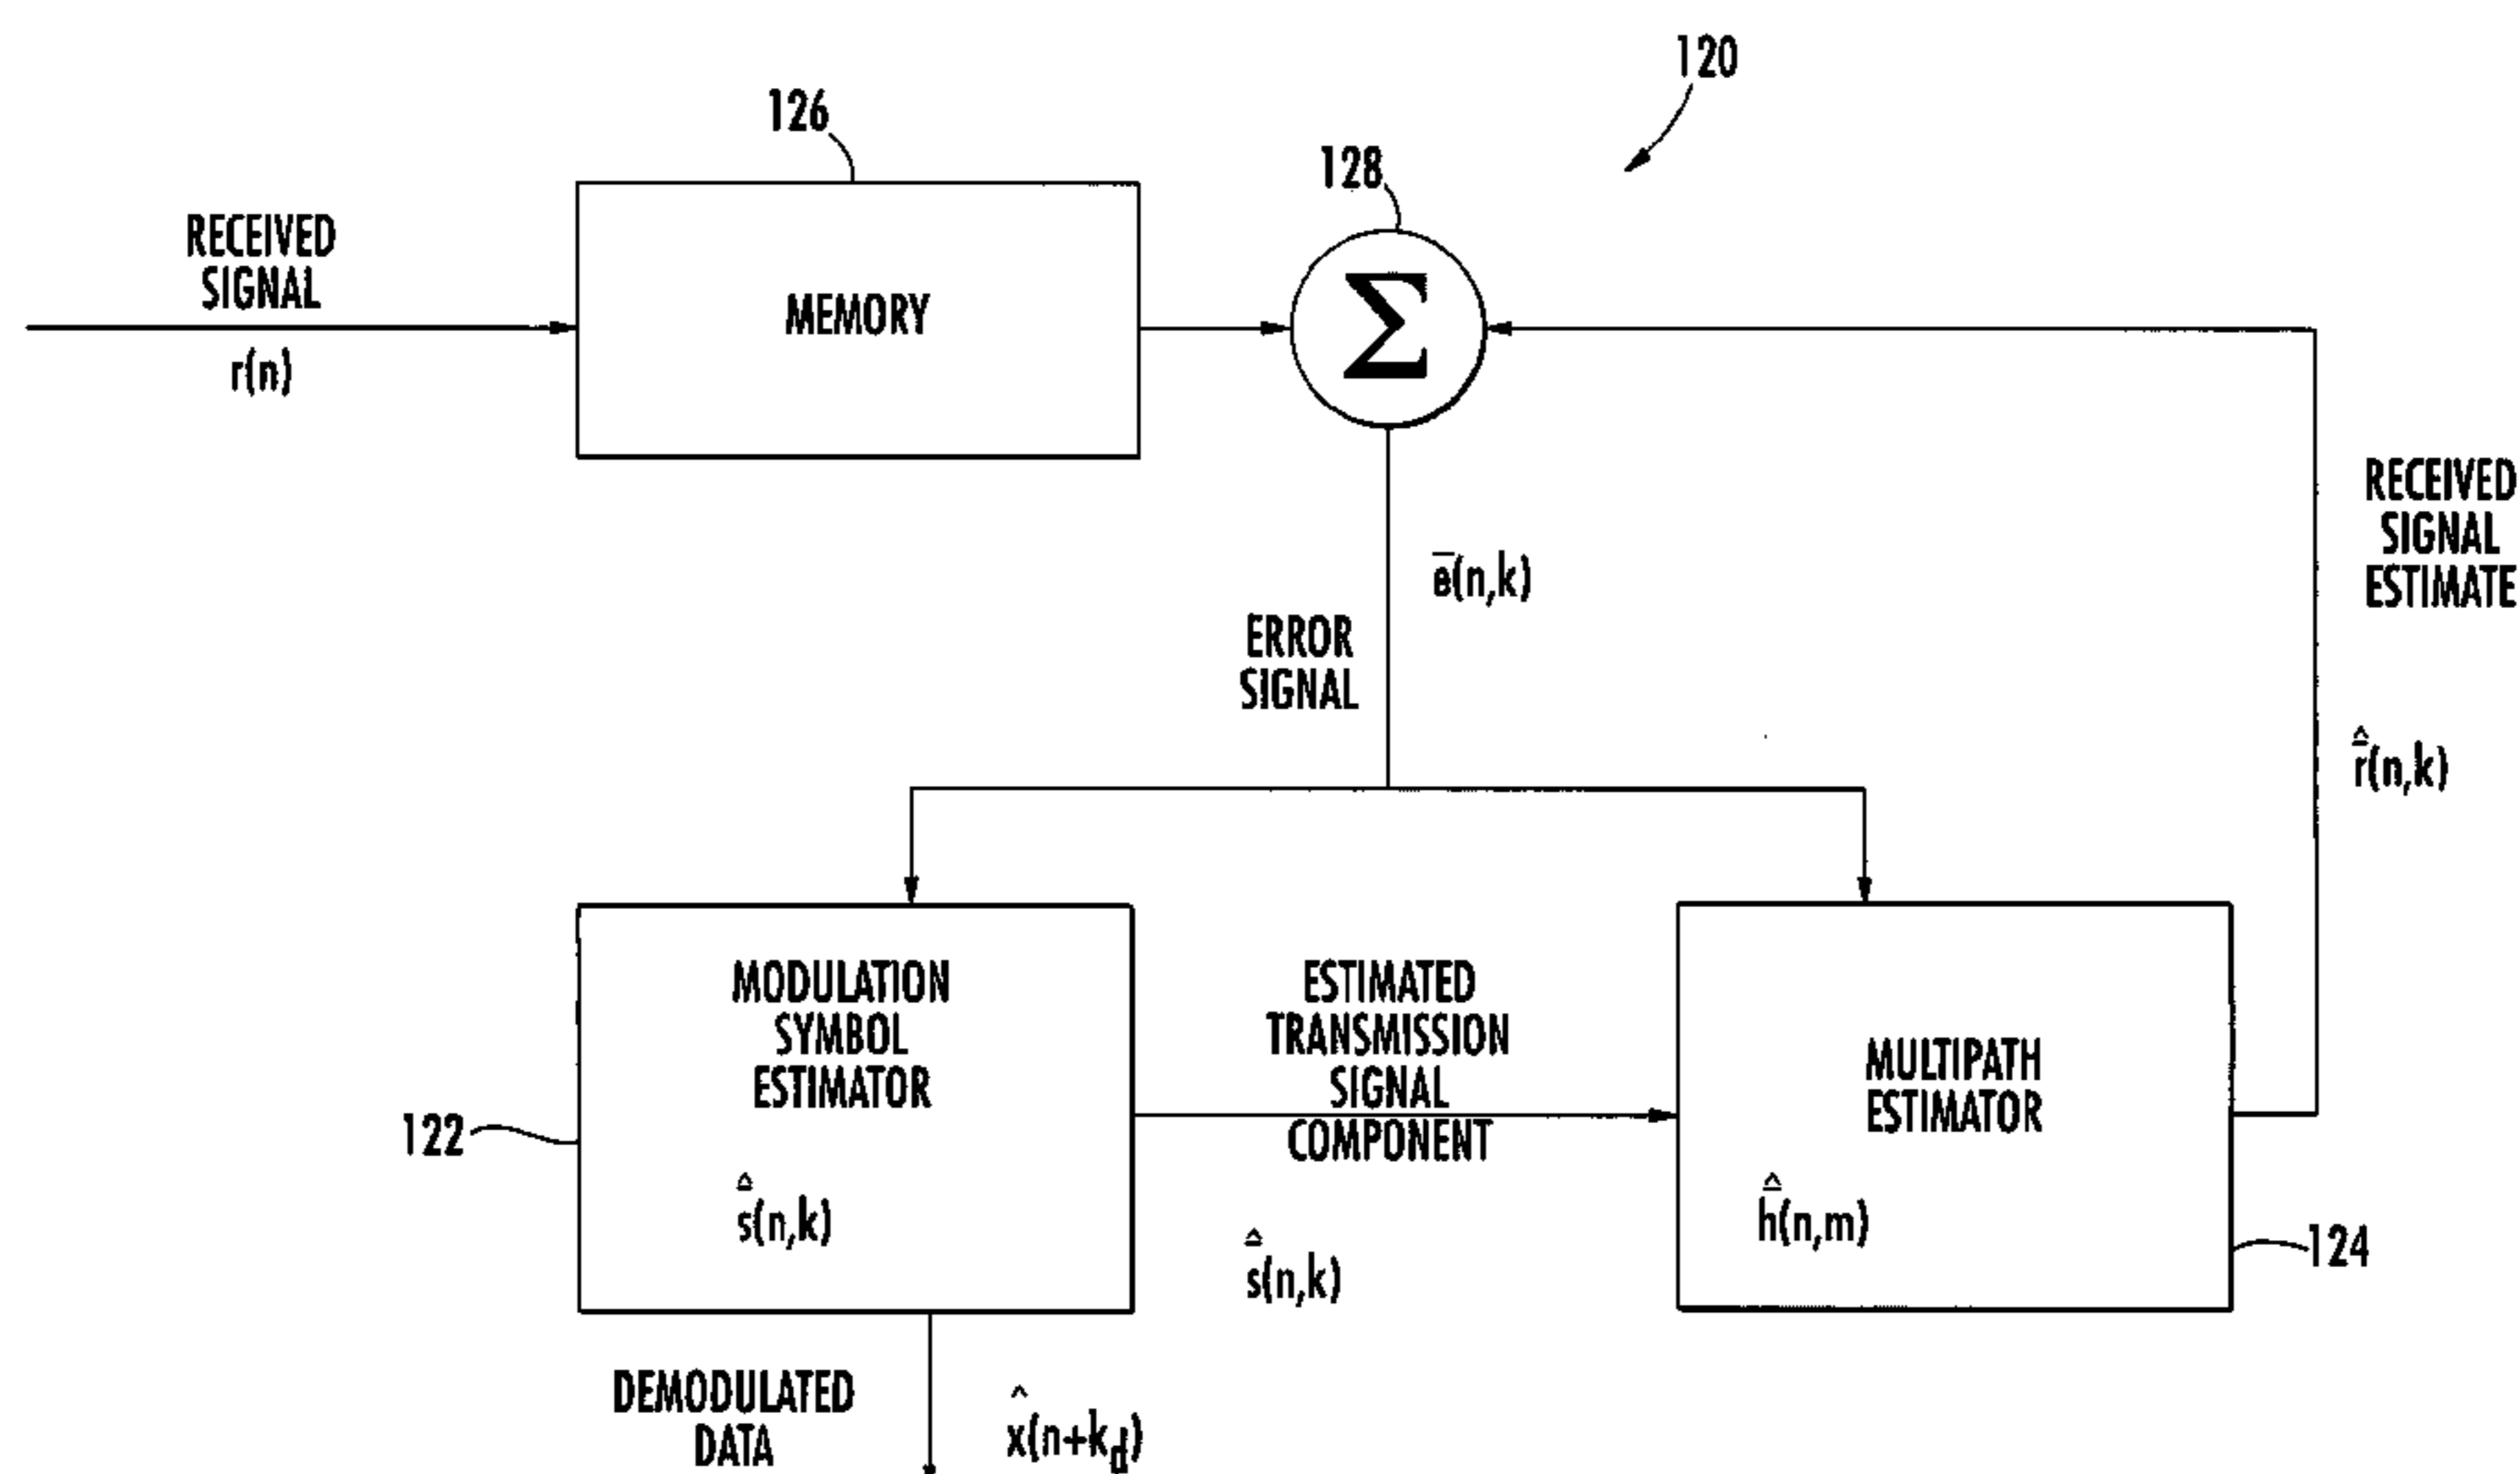 120
126
128
RECEIVED
SIGNAL
r(n)
MEMORY
Σ
RECEIVED
SIGNAL
ESTIMATE
e̅(n,k)
ERROR
SIGNAL
r̲̂(n,k)
MODULATION
SYMBOL
ESTIMATOR
ŝ̲(n,k)
122
ESTIMATED
TRANSMISSION
SIGNAL
COMPONENT
ŝ̲(n,k)
MULTIPATH
ESTIMATOR
ĥ̲(n,m)
124
DEMODULATED
DATA
x̂(n+k_d)